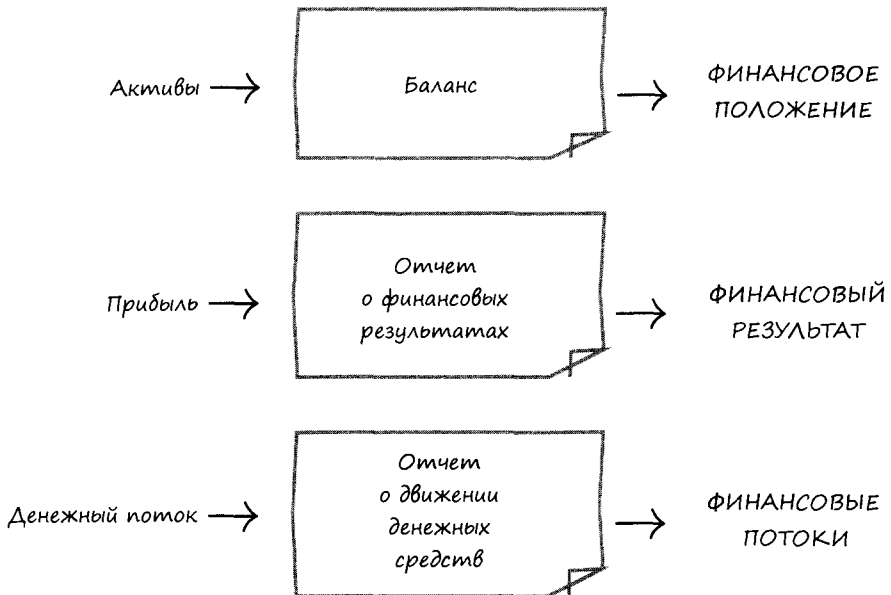 Активы
Баланс
ФИНАНСОВОЕ
ПОЛОЖЕНИЕ
Прибыль
Отчет
о финансовых
результатах
ФИНАНСОВЫЙ
РЕЗУЛЬТАТ
Денежный поток
Отчет
о движении
денежных
средств
ФИНАНСОВЫЕ
ПОТОКИ